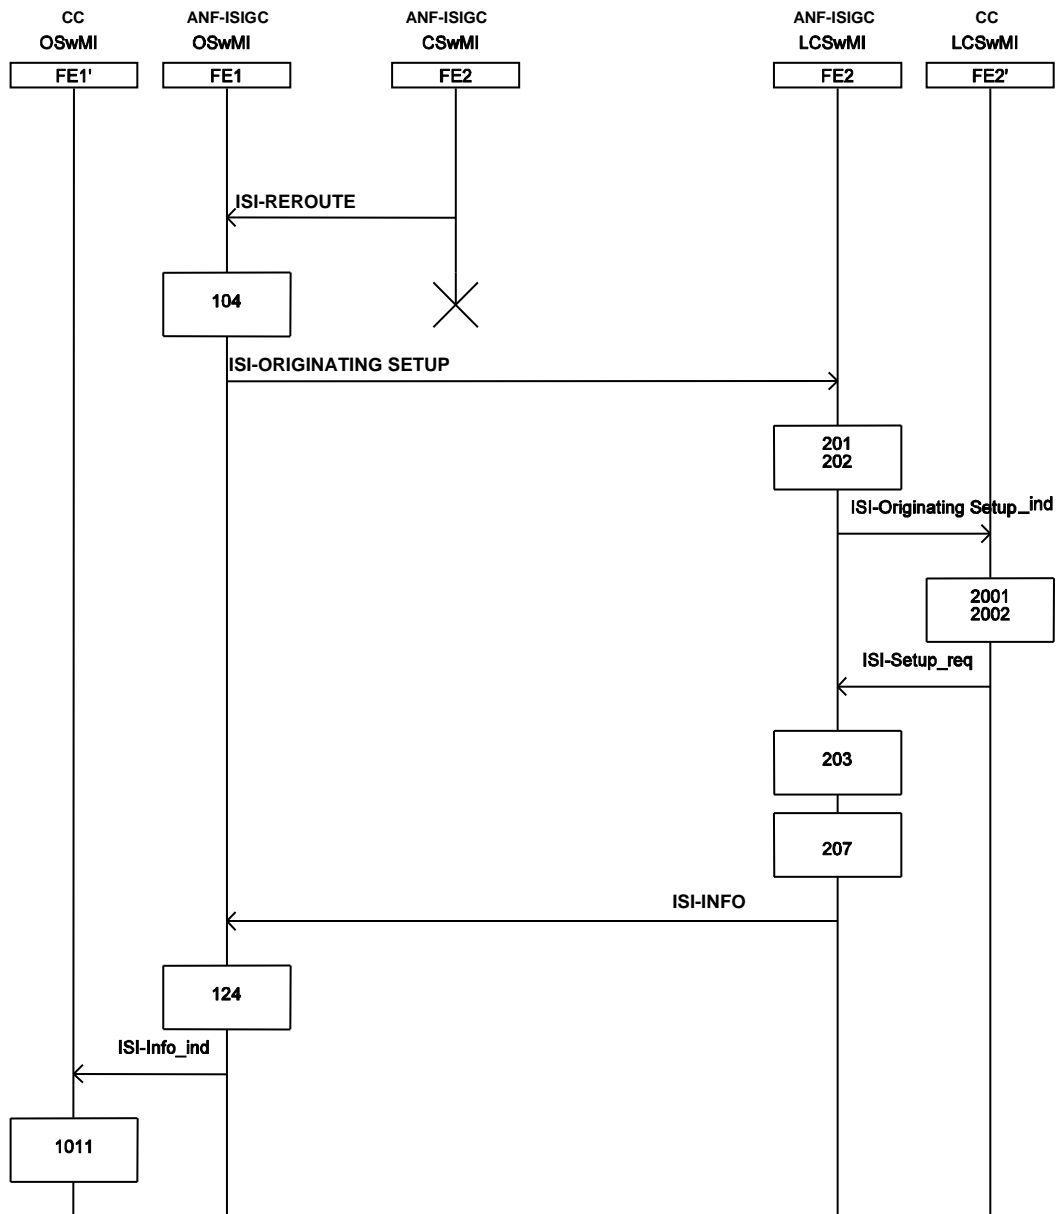 CC
ANF-ISIGC
ANF-ISIGC
ANF-ISIGC
CC
OSwMI
OSwMI
CSwMI
LCSwMI
LCSwMI
FE1'
FE1
FE2
FE2
FE2'
ISI-REROUTE
104
ISI-ORIGINATING SETUP
201
202
ISI-Originating Setup_ind
2001
2002
ISI-Setup_req
203
207
ISI-INFO
124
ISI-Info_ind
1011